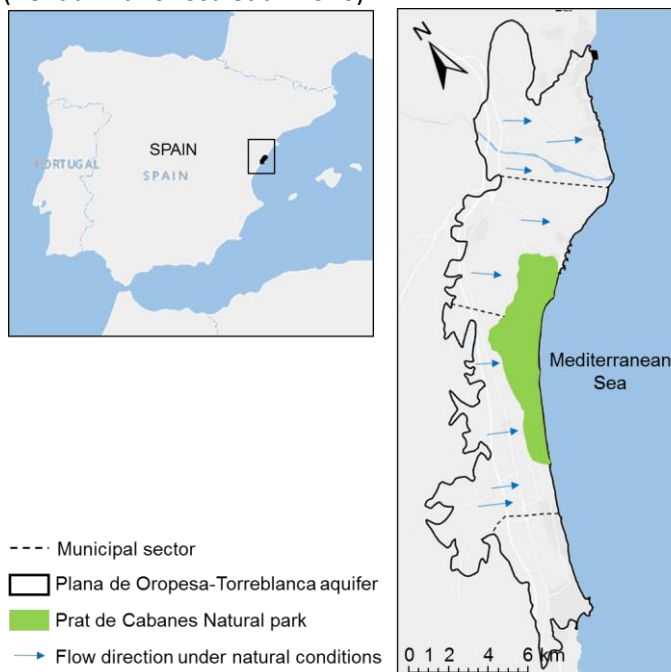 PORTUGAL
SPAIN
SPAIN
N
Mediterranean
Sea
Municipal sector
Plana de Oropesa-Torreblanca aquifer
Prat de Cabanes Natural park
Flow direction under natural conditions
0 1 2 4 6 km